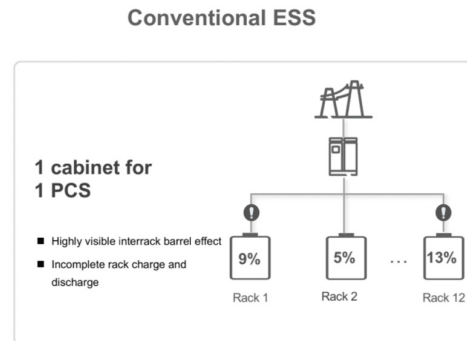 Conventional ESS
1 cabinet for
1 PCS
■ Highly visible interrack barrel effect
■ Incomplete rack charge and
discharge
9%
5%
...
13%
Rack 1
Rack 2
Rack 12